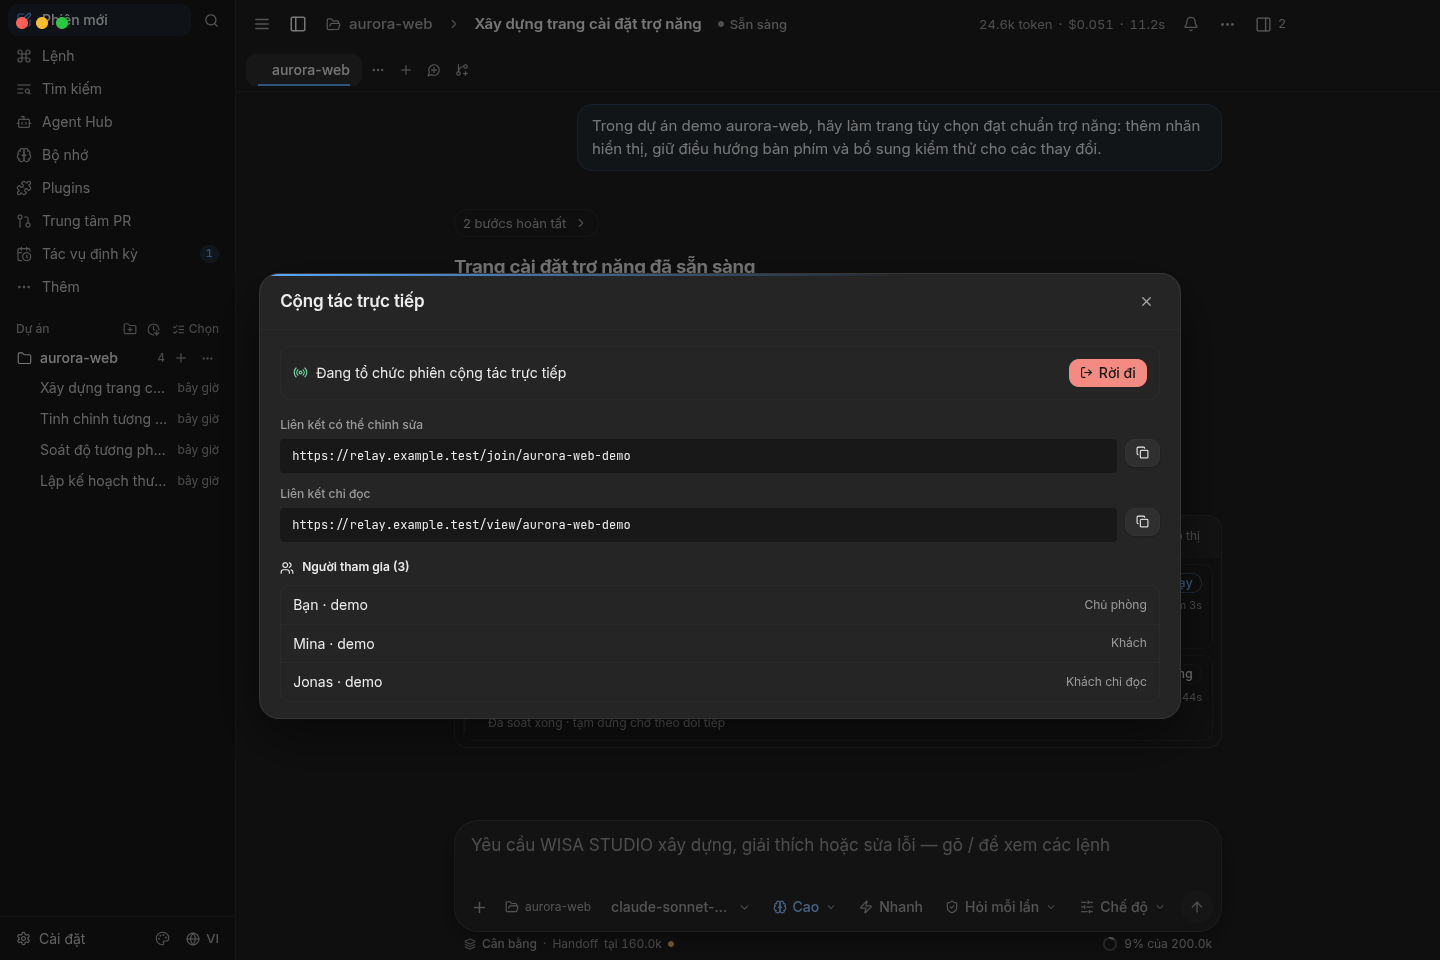 Phiên mới
Lệnh
Tìm kiếm
Agent Hub
Bộ nhớ
Plugins
Trung tâm PR
Tác vụ định kỳ 1
Thêm
Dự án Chọn
aurora-web 4
Xây dựng trang c... bây giờ
Tinh chỉnh tương ... bây giờ
Soát độ tương ph... bây giờ
Lập kế hoạch thư... bây giờ
Cài đặt VI
aurora-web Xây dựng trang cài đặt trợ năng Sẵn sàng 24.6k token · $0.051 · 11.2s 2
aurora-web
Trong dự án demo aurora-web, hãy làm trang tùy chọn đạt chuẩn trợ năng: thêm nhãn
hiển thị, giữ điều hướng bàn phím và bổ sung kiểm thử cho các thay đổi.
2 bướcs hoàn tất
Trang cài đặt trợ năng đã sẵn sàng
Cộng tác trực tiếp
Đang tổ chức phiên cộng tác trực tiếp Rời đi
Liên kết có thể chỉnh sửa
https://relay.example.test/join/aurora-web-demo
Liên kết chỉ đọc
https://relay.example.test/view/aurora-web-demo
Người tham gia (3)
Bạn · demo Chủ phòng
Mina · demo Khách
Jonas · demo Khách chỉ đọc
thị
3s
44s
Đã soát xong · tạm dừng chờ theo dõi tiếp
Yêu cầu WISA STUDIO xây dựng, giải thích hoặc sửa lỗi — gõ / để xem các lệnh
aurora-web claude-sonnet-... Cao Nhanh Hỏi mỗi lần Chế độ
Cân bằng · Handoff tại 160.0k 9% của 200.0k